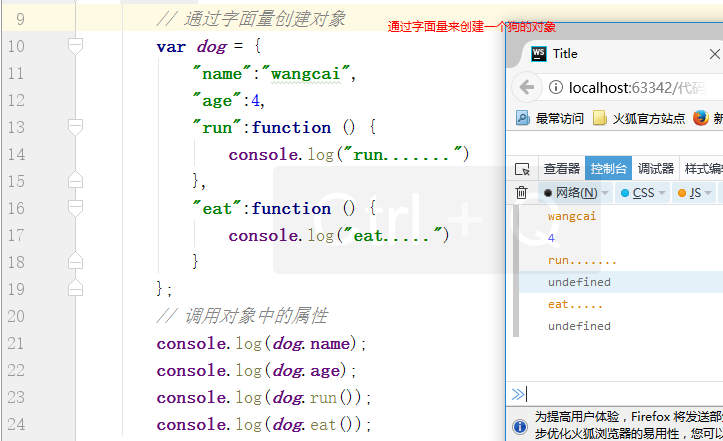 9 // 通过字面量创建对象
通过字面量来创建一个狗的对象
10 var dog = {
11 "name":"wangcai",
12 "age":4,
13 "run":function () {
14 console.log("run.......")
15 },
16 "eat":function () {
17 console.log("eat.....")
18 }
19 };
20 // 调用对象中的属性
21 console.log(dog.name);
22 console.log(dog.age);
23 console.log(dog.run());
24 console.log(dog.eat());
Ctrl + Q
WS Title
localhost:63342/代码
最常访问 火狐官方站点 新
查看器 控制台 调试器 样式编
网络(N) CSS JS
wangcai
4
run.......
undefined
eat.....
undefined
为提高用户体验，Firefox 将发送部
步优化火狐浏览器的易用性，您可以